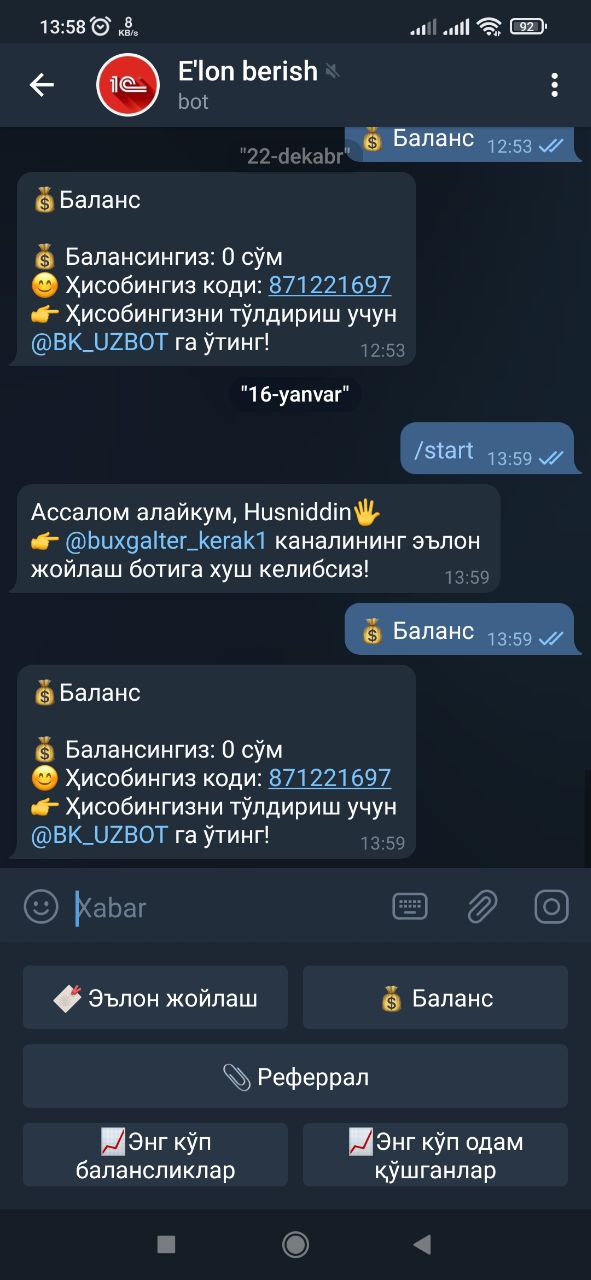 13:58 8 KB/s 92
1C
E'lon berish
bot
💰 Баланс 12:53
"22-dekabr"
💰Баланс
💰 Балансингиз: 0 сўм
😊 Ҳисобингиз коди: 871221697
👉 Ҳисобингизни тўлдириш учун
@BK_UZBOT га ўтинг! 12:53
"16-yanvar"
/start 13:59
Ассалом алайкум, Husniddin🖐
👉 @buxgalter_kerak1 каналининг эълон
жойлаш ботига хуш келибсиз! 13:59
💰 Баланс 13:59
💰Баланс
💰 Балансингиз: 0 сўм
😊 Ҳисобингиз коди: 871221697
👉 Ҳисобингизни тўлдириш учун
@BK_UZBOT га ўтинг! 13:59
Xabar
Эълон жойлаш
💰 Баланс
📎 Реферрал
📈Энг кўп
балансликлар
📈Энг кўп одам
қўшганлар